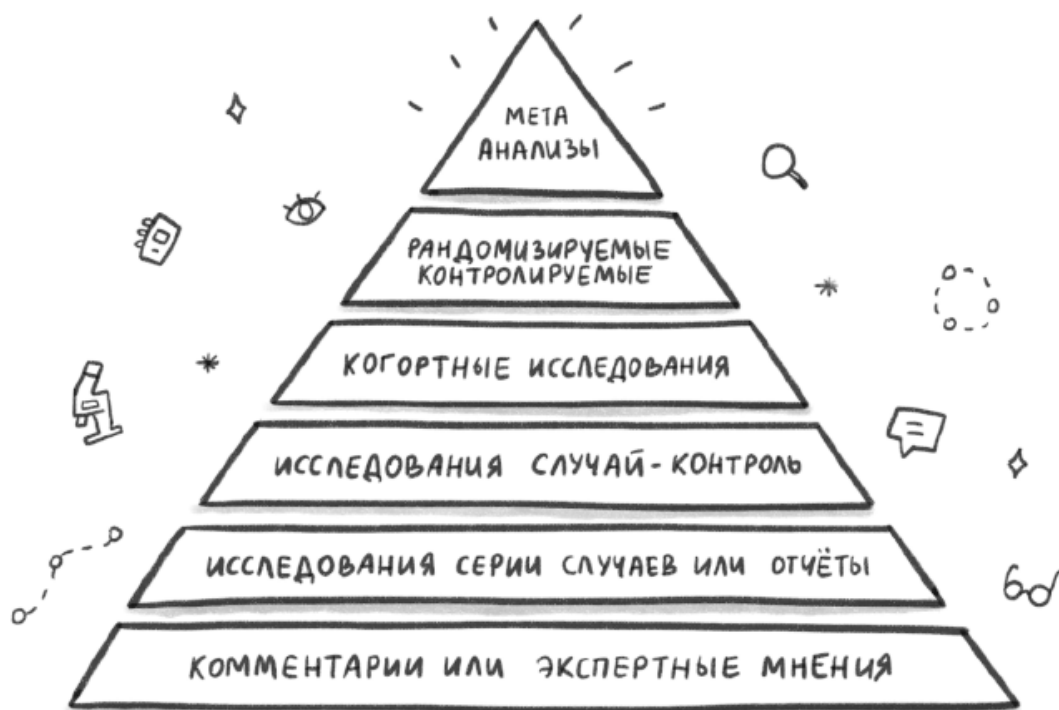 МЕТА
АНАЛИЗЫ
РАНДОМИЗИРУЕМЫЕ
КОНТРОЛИРУЕМЫЕ
КОГОРТНЫЕ ИССЛЕДОВАНИЯ
ИССЛЕДОВАНИЯ СЛУЧАЙ-КОНТРОЛЬ
ИССЛЕДОВАНИЯ СЕРИИ СЛУЧАЕВ ИЛИ ОТЧЁТЫ
КОММЕНТАРИИ ИЛИ ЭКСПЕРТНЫЕ МНЕНИЯ